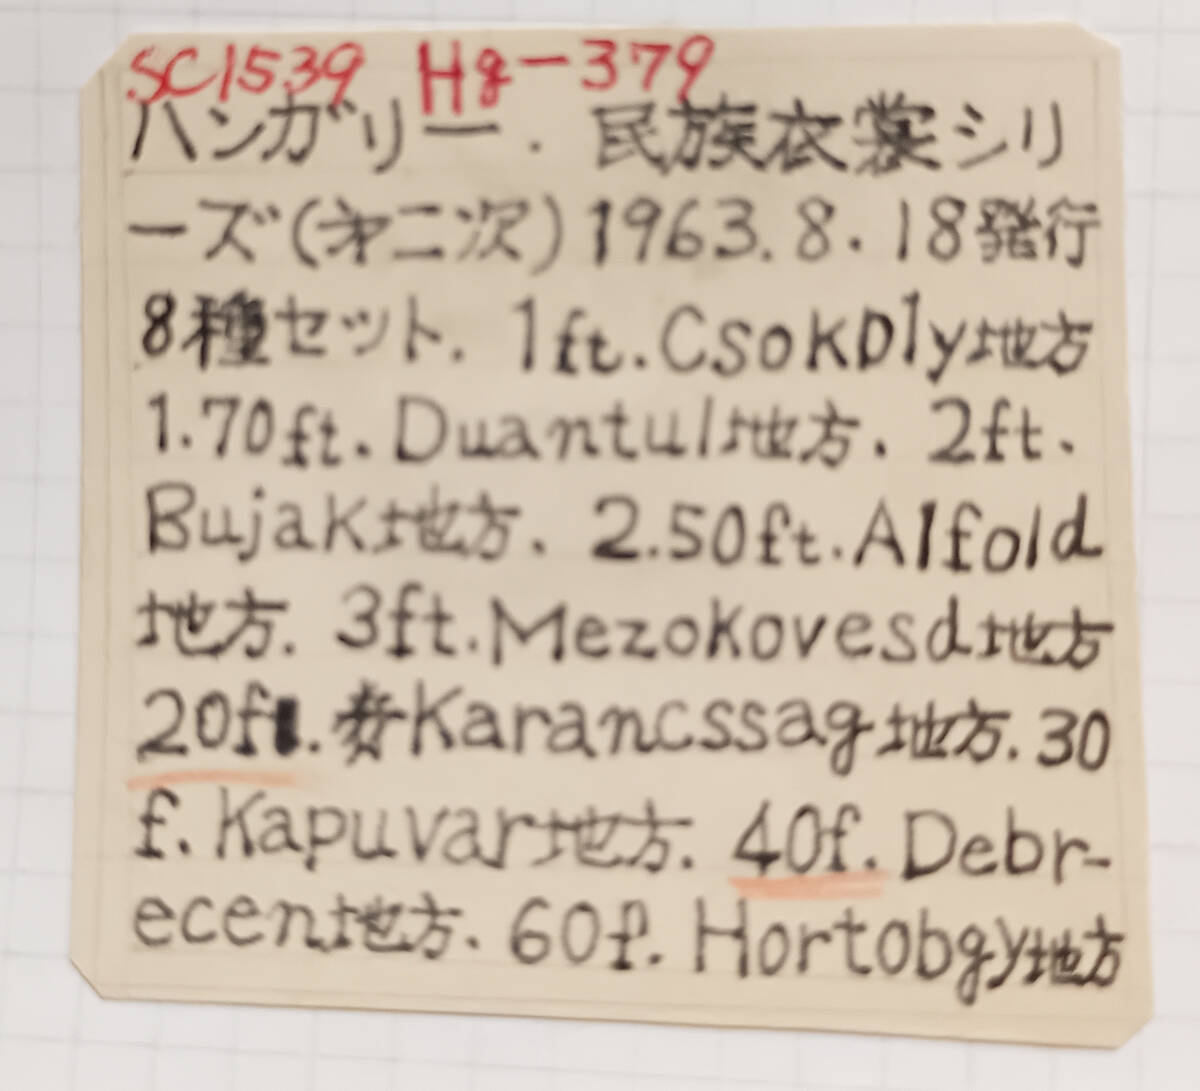 SC1539 Hg-379
ハンガリー. 民族衣裳シリ
ーズ(才二次)1963.8.18発行
8種セット. 1ft.Csokoly地方
1.70ft.Duantul地方. 2ft.
Bujak地方. 2.50ft.Alfold
地方. 3ft.Mezokovesd地方
20f. Karancssag地方. 30
f. Kapuvar地方. 40f. Debr-
ecen地方. 60f. Hortobgy地方